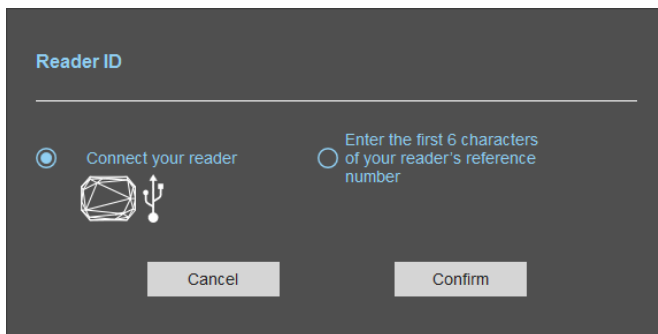 Reader ID
Connect your reader
Enter the first 6 characters
of your reader's reference
number
Cancel
Confirm